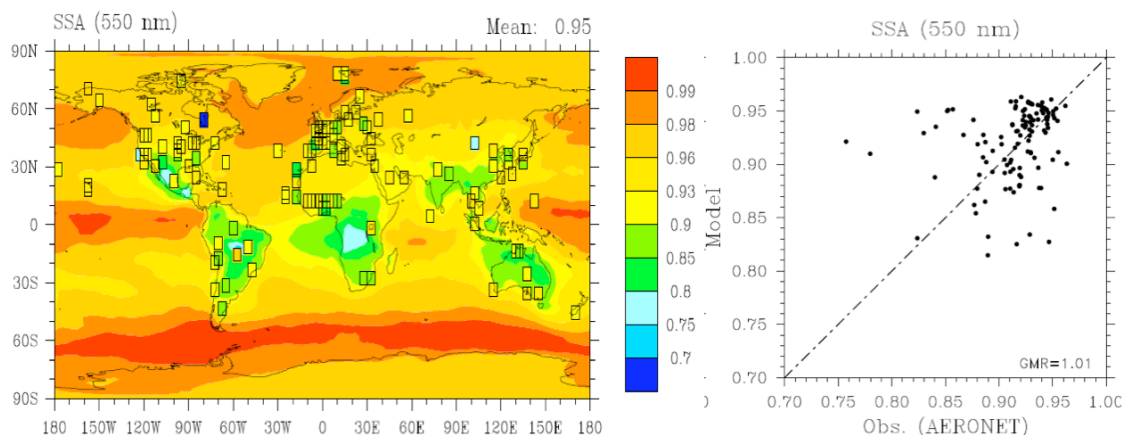 SSA (550 nm) Mean: 0.95
90N
60N
30N
0
30S
60S
90S
180 150W 120W 90W 60W 30W 0 30E 60E 90E 120E 150E 180
0.99
0.98
0.96
0.93
0.9
0.85
0.8
0.75
0.7
0
SSA (550 nm)
Model
1.00
0.95
0.90
0.85
0.80
0.75
0.70
GMR=1.01
0.70 0.75 0.80 0.85 0.90 0.95 1.00
Obs. (AERONET)